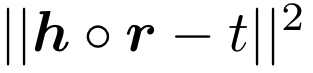 ||𝒉 ∘ 𝒓 − t||²